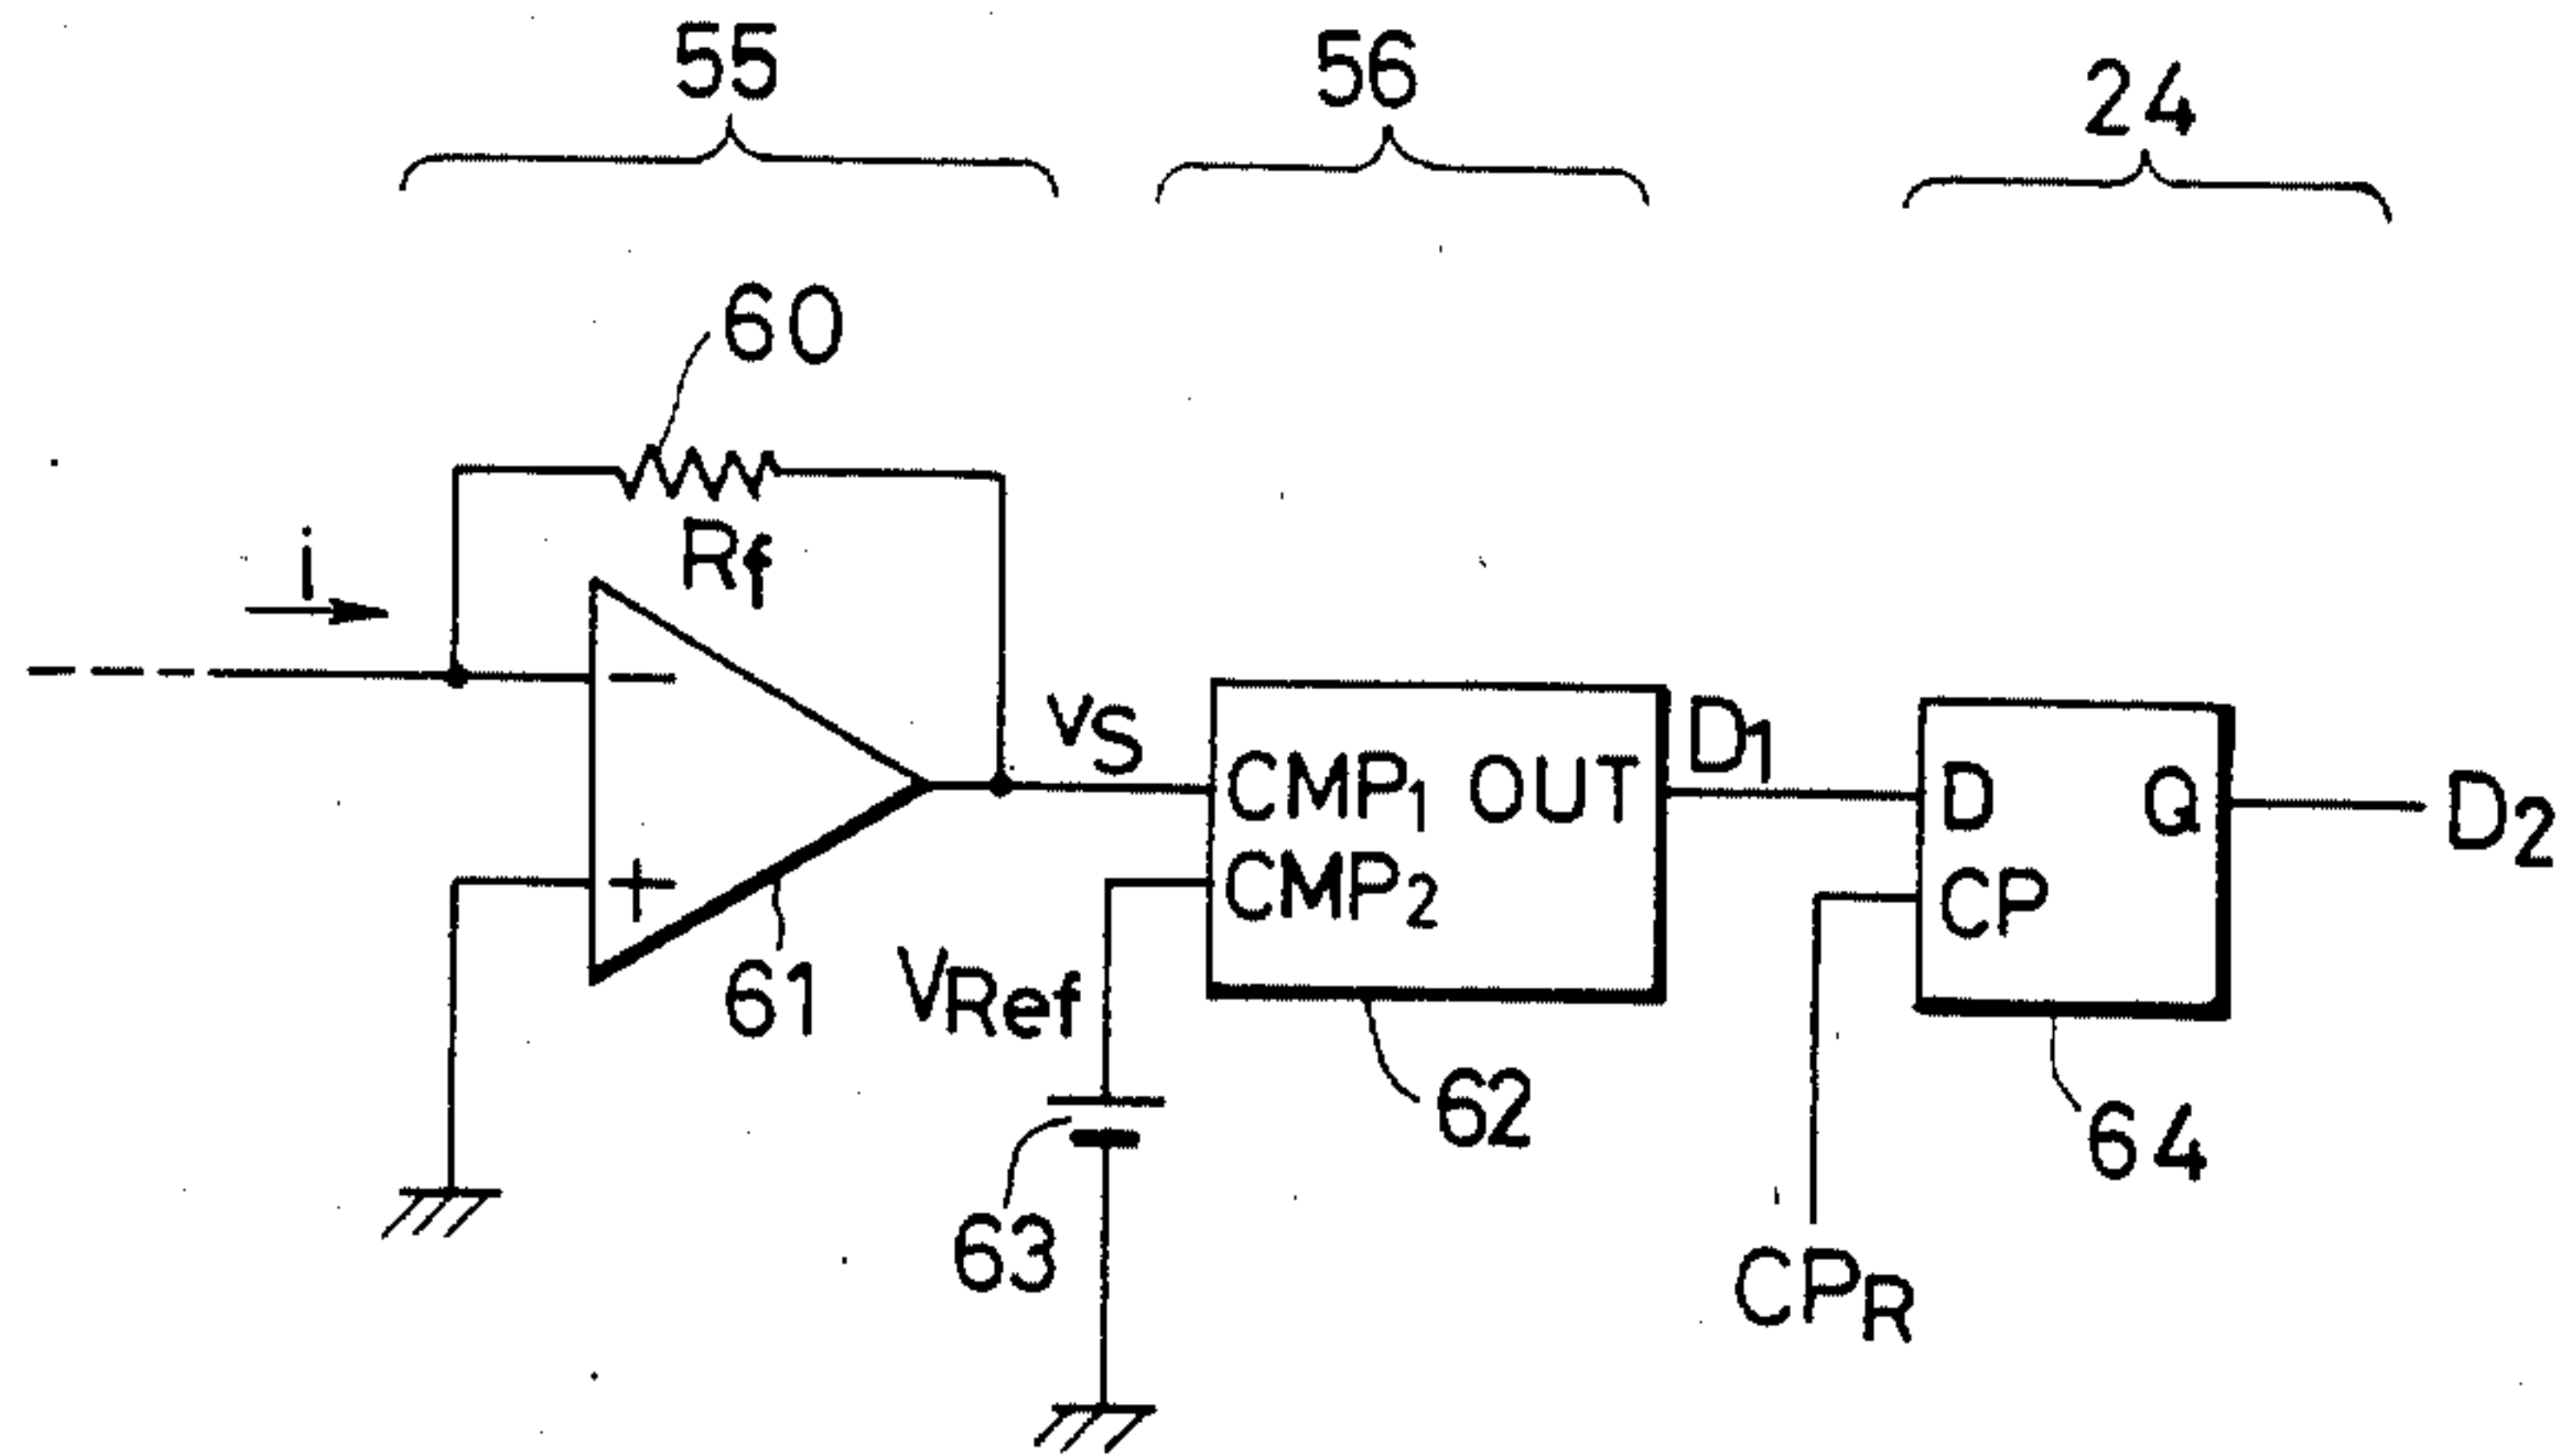 55
56
24
60
Rf
i
−
+
61
vS
VRef
63
CMP1 OUT
CMP2
62
D1
D Q
CP
64
CPR
D2